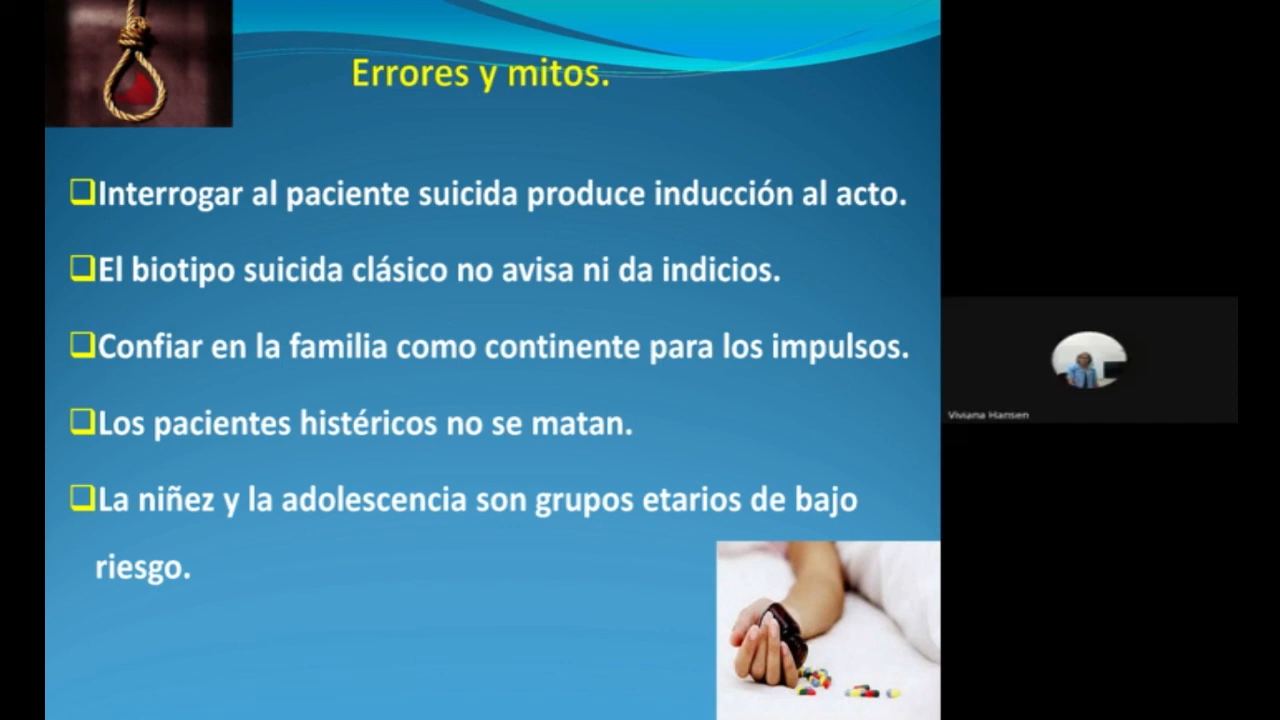 Errores y mitos.
❑Interrogar al paciente suicida produce inducción al acto.
❑El biotipo suicida clásico no avisa ni da indicios.
❑Confiar en la familia como continente para los impulsos.
❑Los pacientes histéricos no se matan.
❑La niñez y la adolescencia son grupos etarios de bajo
riesgo.
Viviana Hansen